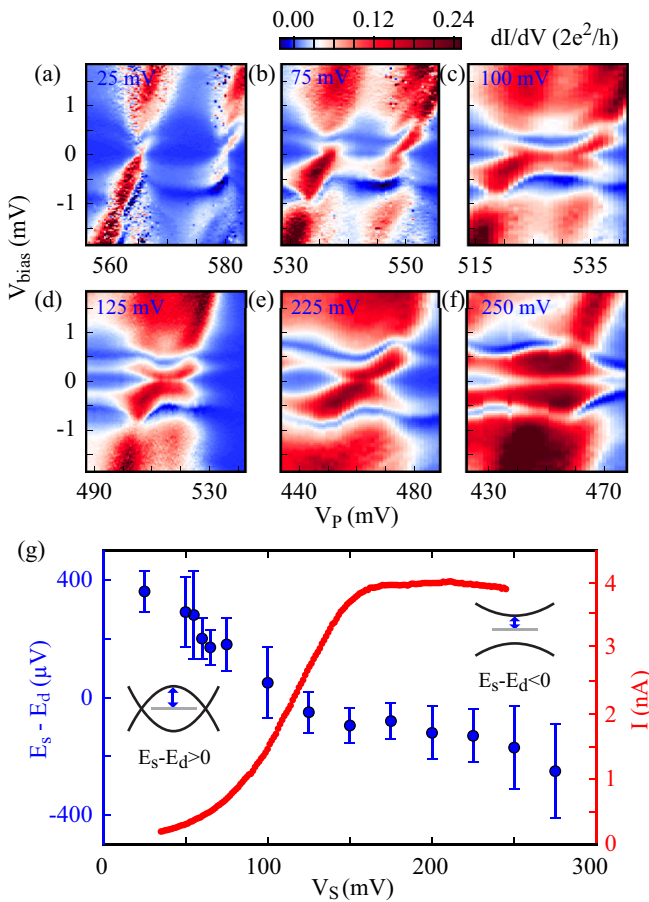 0.00 0.12 0.24 dI/dV (2e²/h)
(a) 25 mV (b) 75 mV (c) 100 mV
1
0
-1
560 580 530 550 515 535
V_bias (mV)
(d) 125 mV (e) 225 mV (f) 250 mV
1
0
-1
490 530 440 480 430 470
V_P (mV)
(g)
400
0
-400
E_s - E_d (μV)
E_s-E_d>0
E_s-E_d<0
4
3
2
1
0
I (nA)
0 100 200 300
V_S (mV)